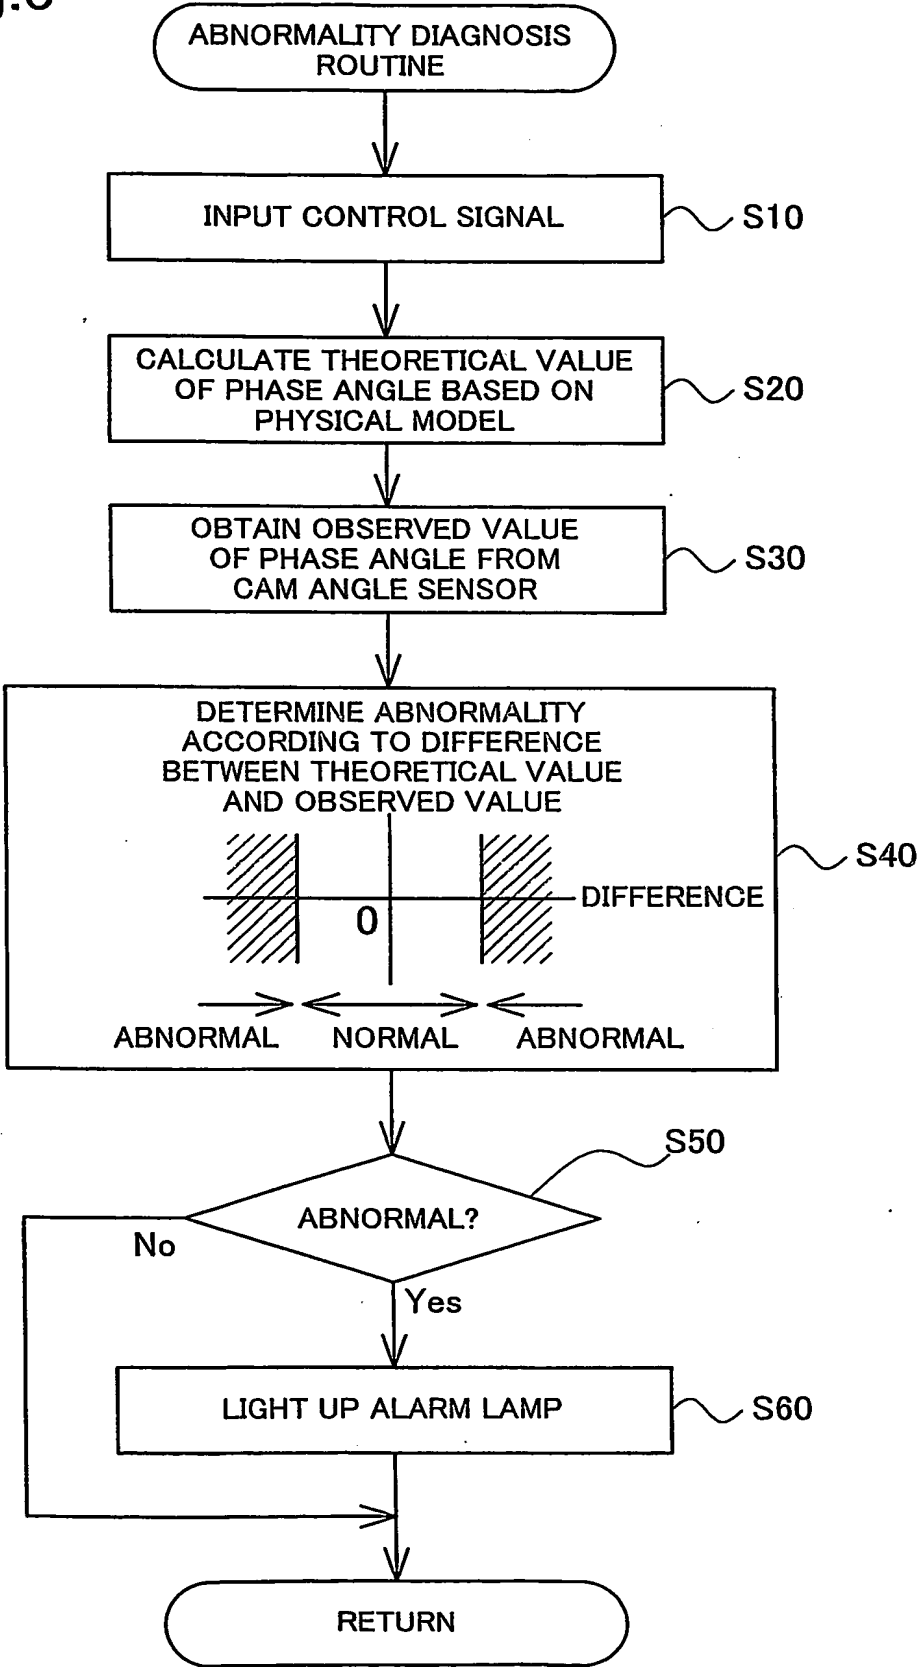 ABNORMALITY DIAGNOSIS
ROUTINE
INPUT CONTROL SIGNAL
S10
CALCULATE THEORETICAL VALUE
OF PHASE ANGLE BASED ON
PHYSICAL MODEL
S20
OBTAIN OBSERVED VALUE
OF PHASE ANGLE FROM
CAM ANGLE SENSOR
S30
DETERMINE ABNORMALITY
ACCORDING TO DIFFERENCE
BETWEEN THEORETICAL VALUE
AND OBSERVED VALUE
S40
DIFFERENCE
0
ABNORMAL NORMAL ABNORMAL
S50
ABNORMAL?
No
Yes
LIGHT UP ALARM LAMP
S60
RETURN